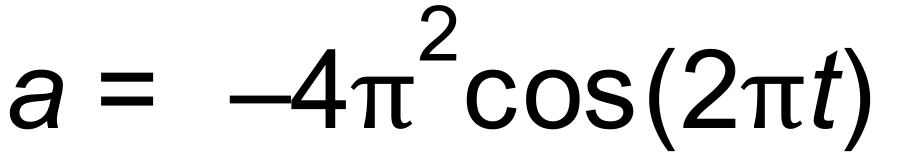 a = –4π²cos(2πt)